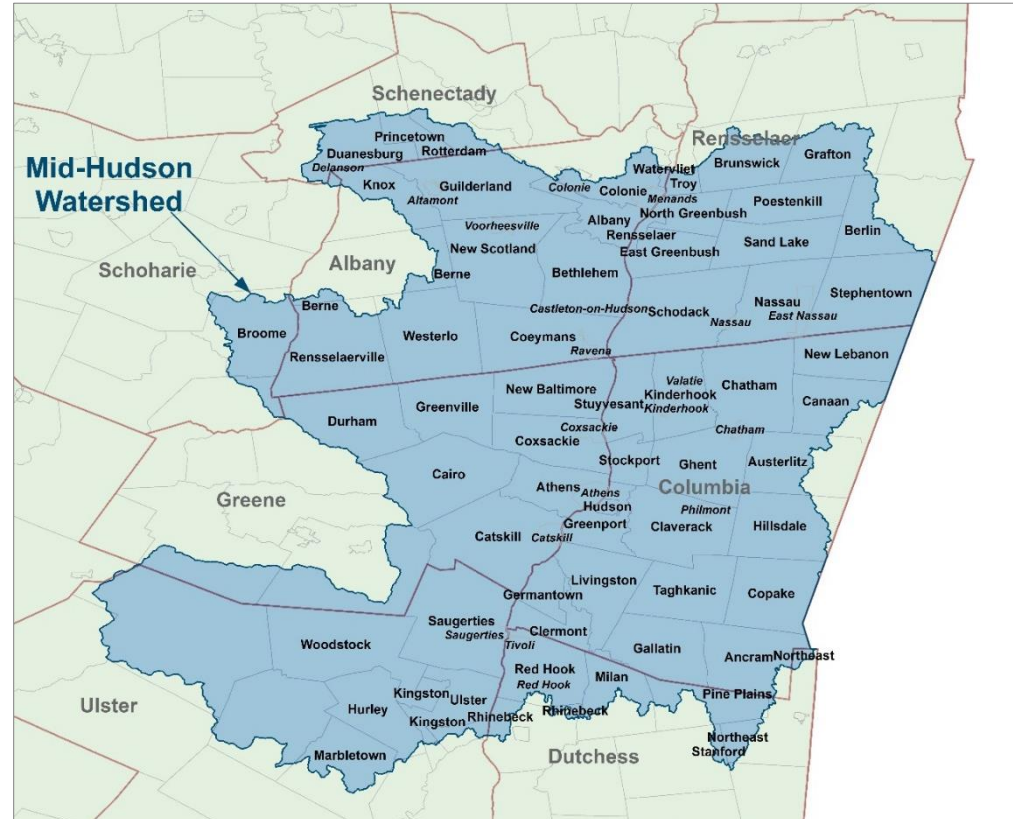 Schenectady
Princetown
Rensselaer
Duanesburg
Rotterdam
Grafton
Delanson
Watervliet
Brunswick
Mid-Hudson
Watershed
Knox
Guilderland
Colonie
Colonie
Troy
Altamont
Menands
Poestenkill
Voorheesville
Albany
North Greenbush
Rensselaer
Berlin
New Scotland
East Greenbush
Sand Lake
Schoharie
Albany
Berne
Bethlehem
Stephentown
Berne
Castleton-on-Hudson
Schodack
Nassau
Nassau
East Nassau
Broome
Westerlo
Coeymans
Rensselaerville
Ravena
New Lebanon
New Baltimore
Valatie
Chatham
Kinderhook
Kinderhook
Canaan
Durham
Greenville
Stuyvesant
Coxsackie
Chatham
Coxsackie
Stockport
Ghent
Austerlitz
Cairo
Greene
Athens
Athens
Columbia
Hudson
Philmont
Greenport
Claverack
Hillsdale
Catskill
Catskill
Livingston
Taghkanic
Copake
Germantown
Saugerties
Saugerties
Clermont
Tivoli
Woodstock
Gallatin
Ancram
Northeast
Red Hook
Red Hook
Milan
Ulster
Kingston
Ulster
Pine Plains
Hurley
Kingston
Rhinebeck
Rhinebeck
Northeast
Stanford
Marbletown
Dutchess